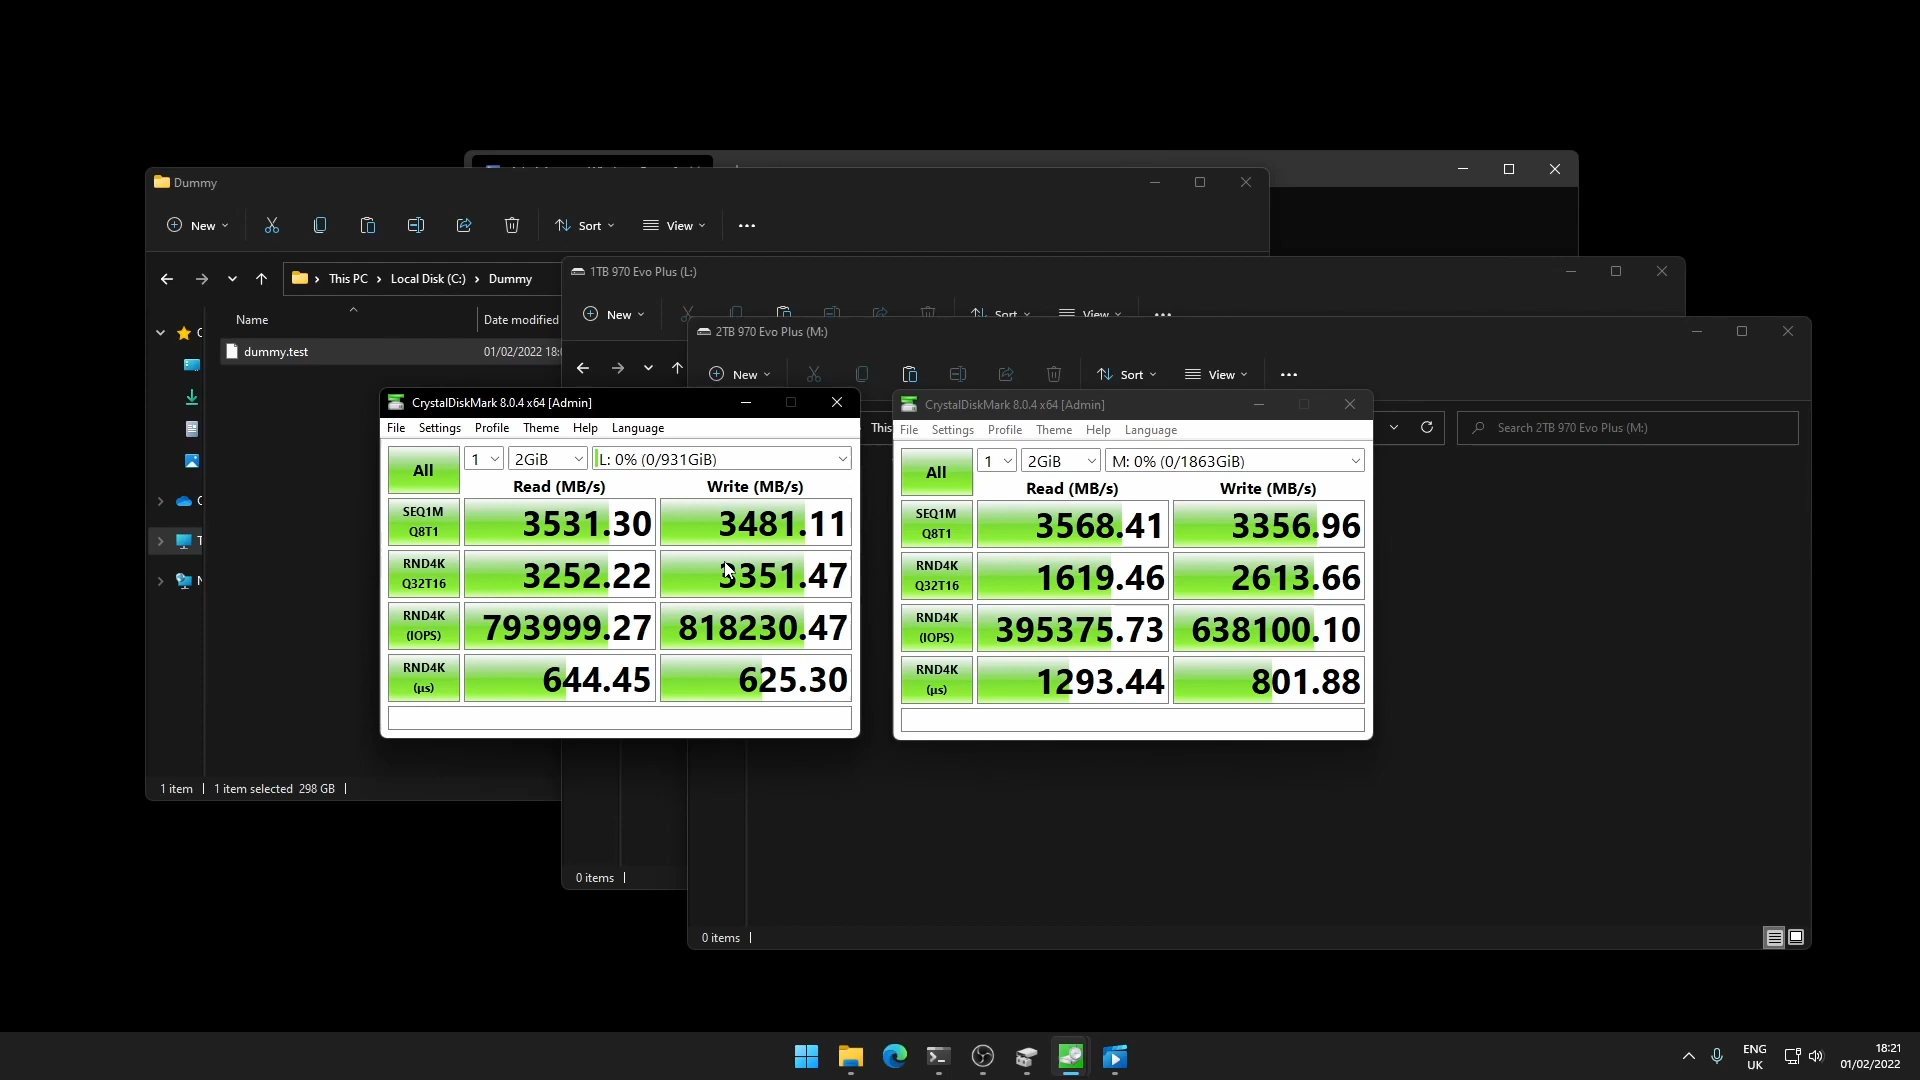 Dummy
New
Sort
View
This PC > Local Disk (C:) > Dummy
Name
Date modified
dummy.test
01/02/2022 18:
1 item
1 item selected 298 GB
1TB 970 Evo Plus (L:)
New
Sort
View
0 items
2TB 970 Evo Plus (M:)
New
Sort
View
This
Search 2TB 970 Evo Plus (M:)
0 items
CrystalDiskMark 8.0.4 x64 [Admin]
File Settings Profile Theme Help Language
All 1 2GiB L: 0% (0/931GiB)
Read (MB/s) Write (MB/s)
SEQ1M
Q8T1
3531.30 3481.11
RND4K
Q32T16
3252.22 3351.47
RND4K
(IOPS)
793999.27 818230.47
RND4K
(µs)
644.45 625.30
CrystalDiskMark 8.0.4 x64 [Admin]
File Settings Profile Theme Help Language
All 1 2GiB M: 0% (0/1863GiB)
Read (MB/s) Write (MB/s)
SEQ1M
Q8T1
3568.41 3356.96
RND4K
Q32T16
1619.46 2613.66
RND4K
(IOPS)
395375.73 638100.10
RND4K
(µs)
1293.44 801.88
ENG
UK
18:21
01/02/2022